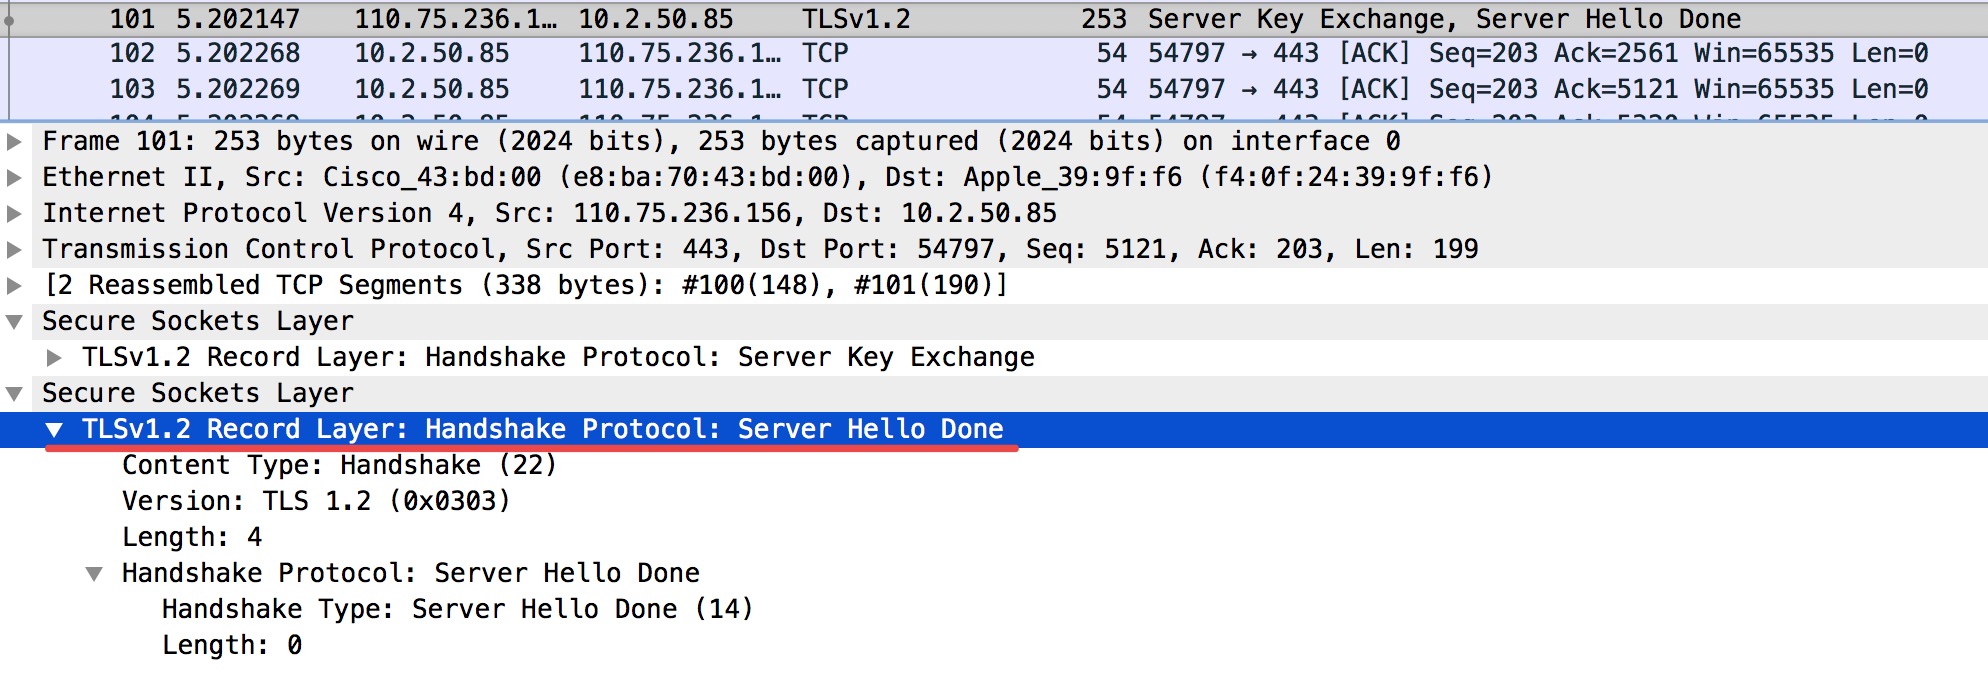 101 5.202147 110.75.236.1… 10.2.50.85 TLSv1.2 253 Server Key Exchange, Server Hello Done
102 5.202268 10.2.50.85 110.75.236.1… TCP 54 54797 → 443 [ACK] Seq=203 Ack=2561 Win=65535 Len=0
103 5.202269 10.2.50.85 110.75.236.1… TCP 54 54797 → 443 [ACK] Seq=203 Ack=5121 Win=65535 Len=0
Frame 101: 253 bytes on wire (2024 bits), 253 bytes captured (2024 bits) on interface 0
Ethernet II, Src: Cisco_43:bd:00 (e8:ba:70:43:bd:00), Dst: Apple_39:9f:f6 (f4:0f:24:39:9f:f6)
Internet Protocol Version 4, Src: 110.75.236.156, Dst: 10.2.50.85
Transmission Control Protocol, Src Port: 443, Dst Port: 54797, Seq: 5121, Ack: 203, Len: 199
[2 Reassembled TCP Segments (338 bytes): #100(148), #101(190)]
Secure Sockets Layer
TLSv1.2 Record Layer: Handshake Protocol: Server Key Exchange
Secure Sockets Layer
TLSv1.2 Record Layer: Handshake Protocol: Server Hello Done
Content Type: Handshake (22)
Version: TLS 1.2 (0x0303)
Length: 4
Handshake Protocol: Server Hello Done
Handshake Type: Server Hello Done (14)
Length: 0